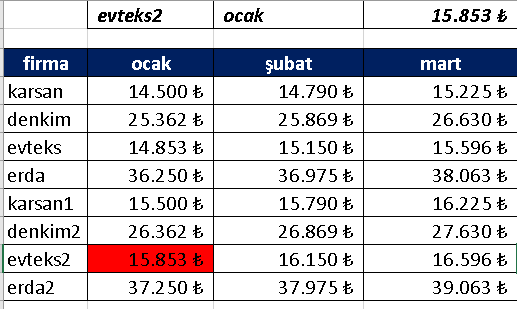 evteks2 ocak 15.853 ₺
firma ocak şubat mart
karsan 14.500 ₺ 14.790 ₺ 15.225 ₺
denkim 25.362 ₺ 25.869 ₺ 26.630 ₺
evteks 14.853 ₺ 15.150 ₺ 15.596 ₺
erda 36.250 ₺ 36.975 ₺ 38.063 ₺
karsan1 15.500 ₺ 15.790 ₺ 16.225 ₺
denkim2 26.362 ₺ 26.869 ₺ 27.630 ₺
evteks2 15.853 ₺ 16.150 ₺ 16.596 ₺
erda2 37.250 ₺ 37.975 ₺ 39.063 ₺